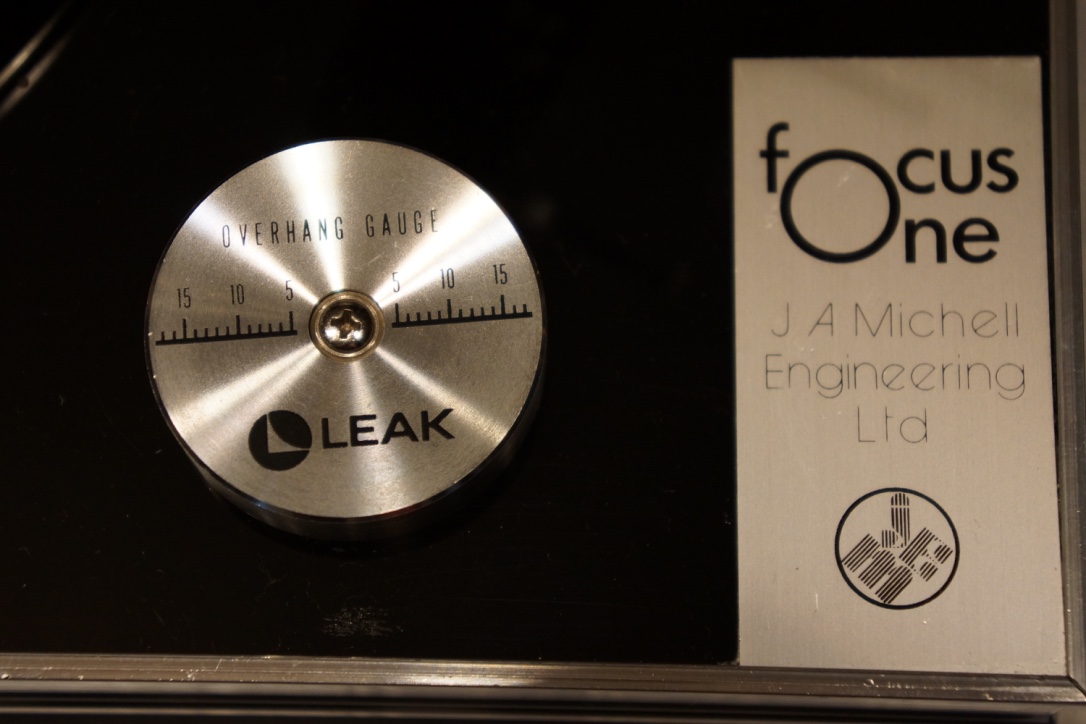 OVERHANG GAUGE
15 10 5 5 10 15
LEAK
focus
One
J A Michell
Engineering
Ltd